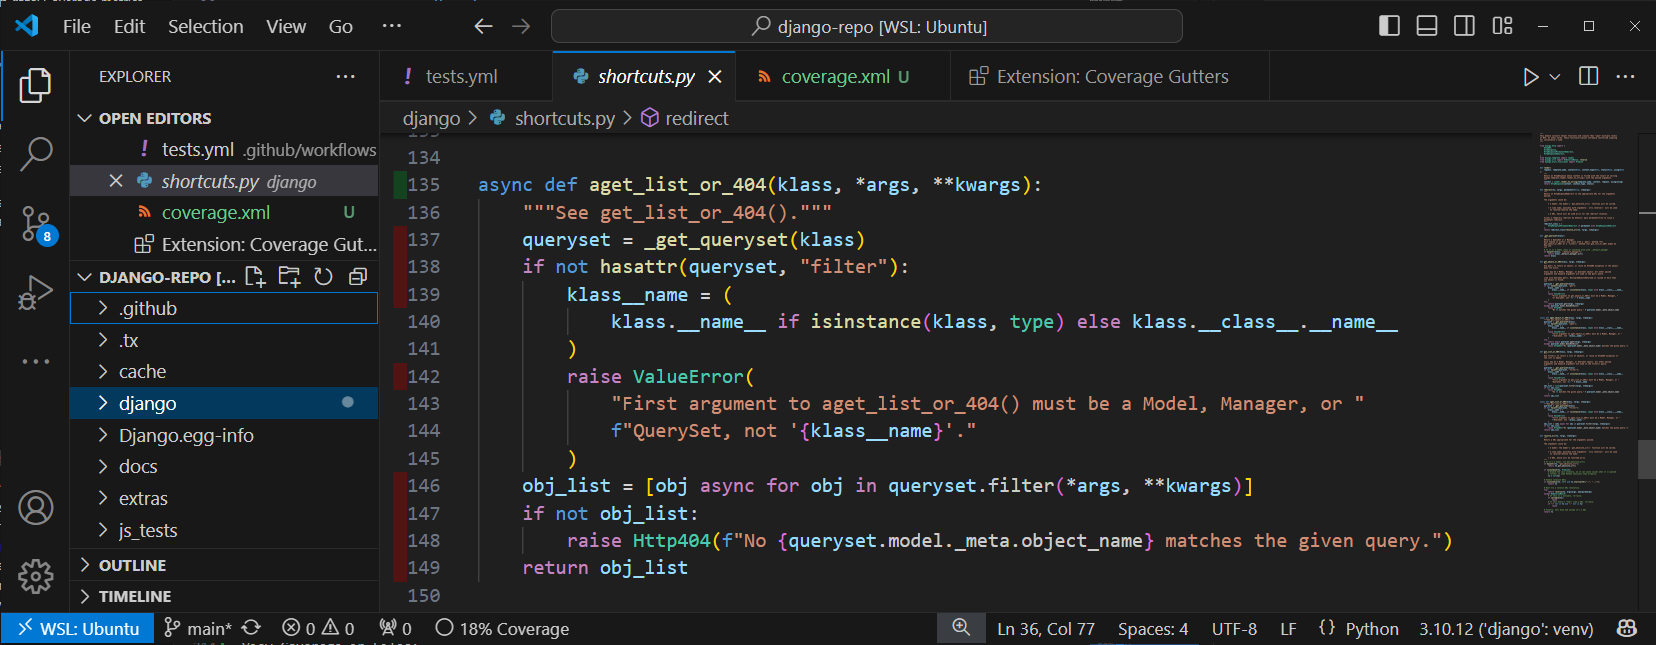 File Edit Selection View Go ··· django-repo [WSL: Ubuntu]
EXPLORER ···
OPEN EDITORS
! tests.yml .github/workflows
shortcuts.py django
coverage.xml U
Extension: Coverage Gut...
DJANGO-REPO [...
.github
.tx
cache
django
Django.egg-info
docs
extras
js_tests
OUTLINE
TIMELINE
8
! tests.yml shortcuts.py coverage.xml U Extension: Coverage Gutters
django > shortcuts.py > redirect
134
135 async def aget_list_or_404(klass, *args, **kwargs):
136 """See get_list_or_404()."""
137 queryset = _get_queryset(klass)
138 if not hasattr(queryset, "filter"):
139 klass__name = (
140 klass.__name__ if isinstance(klass, type) else klass.__class__.__name__
141 )
142 raise ValueError(
143 "First argument to aget_list_or_404() must be a Model, Manager, or "
144 f"QuerySet, not '{klass__name}'."
145 )
146 obj_list = [obj async for obj in queryset.filter(*args, **kwargs)]
147 if not obj_list:
148 raise Http404(f"No {queryset.model._meta.object_name} matches the given query.")
149 return obj_list
150
WSL: Ubuntu main* 0 0 0 18% Coverage Ln 36, Col 77 Spaces: 4 UTF-8 LF {} Python 3.10.12 ('django': venv)